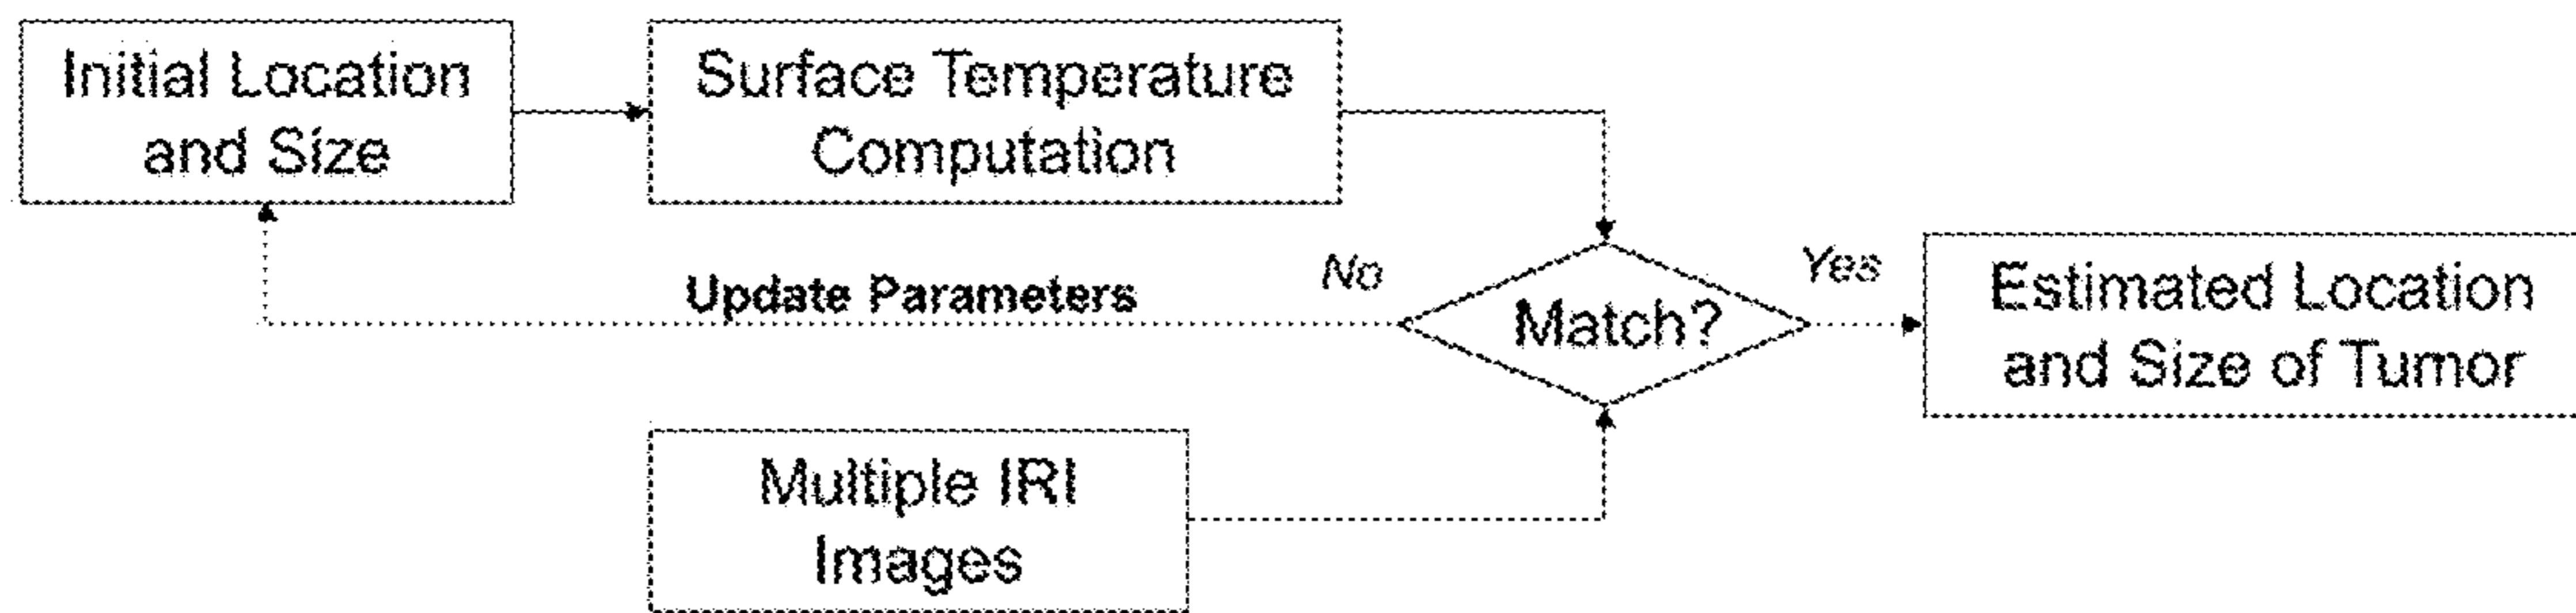 Initial Location
and Size
Surface Temperature
Computation
Update Parameters
No
Match?
Yes
Estimated Location
and Size of Tumor
Multiple IRI
Images